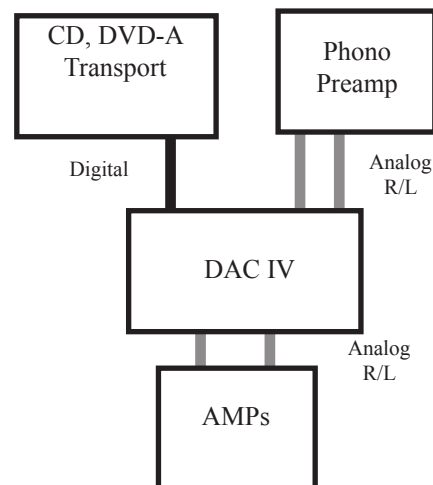 CD, DVD-A
Transport
Phono
Preamp
Digital
Analog
R/L
DAC IV
Analog
R/L
AMPs